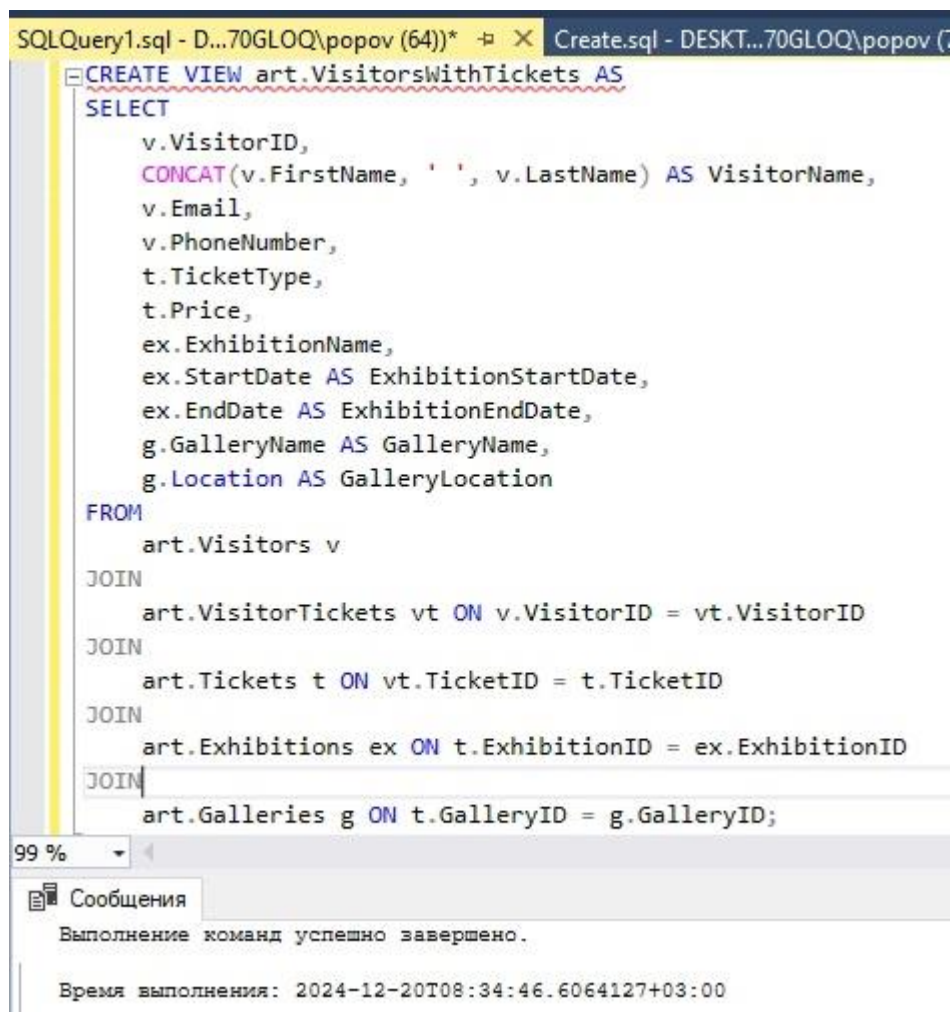 SQLQuery1.sql - D...70GLOQ\popov (64))* Create.sql - DESKT...70GLOQ\popov (
CREATE VIEW art.VisitorsWithTickets AS
SELECT
v.VisitorID,
CONCAT(v.FirstName, ' ', v.LastName) AS VisitorName,
v.Email,
v.PhoneNumber,
t.TicketType,
t.Price,
ex.ExhibitionName,
ex.StartDate AS ExhibitionStartDate,
ex.EndDate AS ExhibitionEndDate,
g.GalleryName AS GalleryName,
g.Location AS GalleryLocation
FROM
art.Visitors v
JOIN
art.VisitorTickets vt ON v.VisitorID = vt.VisitorID
JOIN
art.Tickets t ON vt.TicketID = t.TicketID
JOIN
art.Exhibitions ex ON t.ExhibitionID = ex.ExhibitionID
JOIN
art.Galleries g ON t.GalleryID = g.GalleryID;
99 %
Сообщения
Выполнение команд успешно завершено.
Время выполнения: 2024-12-20T08:34:46.6064127+03:00